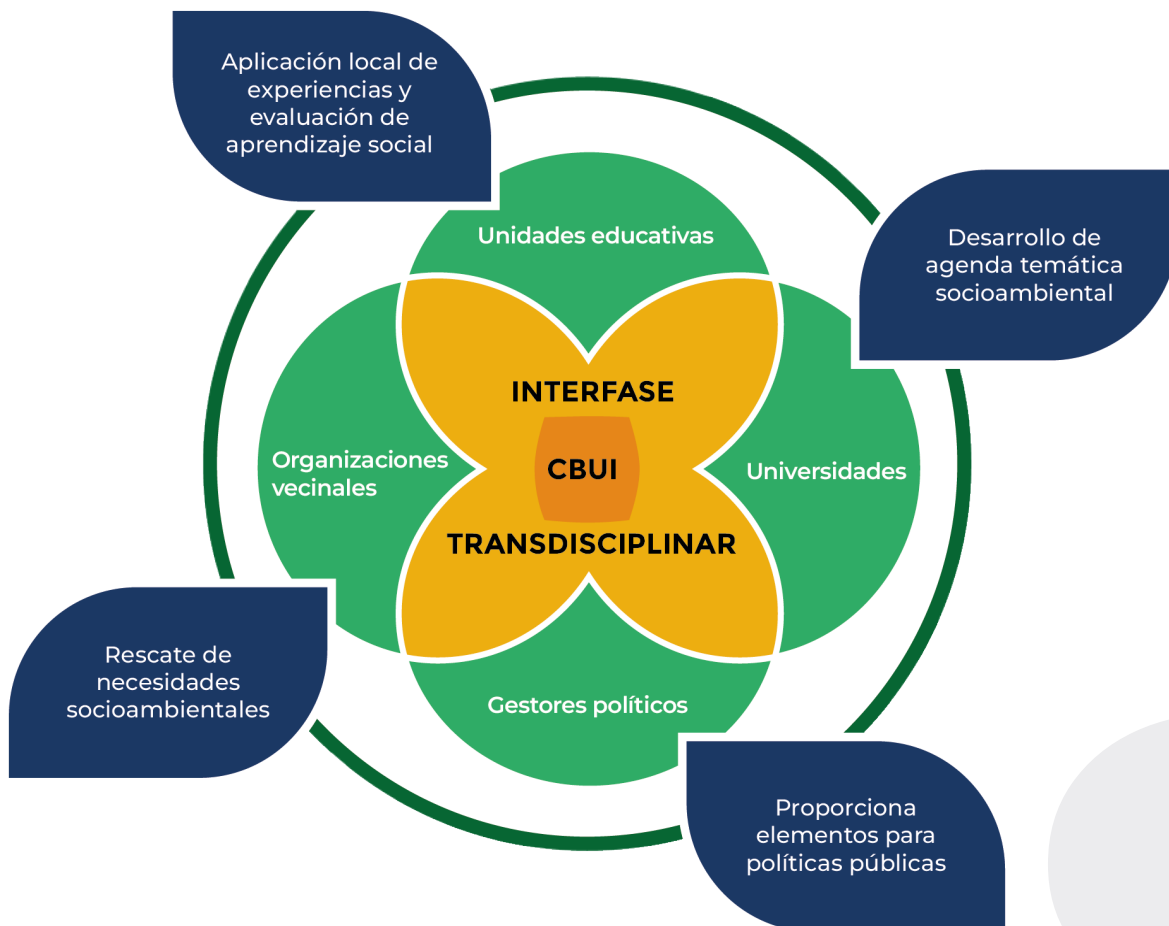 Aplicación local de
experiencias y
evaluación de
aprendizaje social
Unidades educativas
Desarrollo de
agenda temática
socioambiental
INTERFASE
Organizaciones
vecinales
CBUI
Universidades
TRANSDISCIPLINAR
Rescate de
necesidades
socioambientales
Gestores políticos
Proporciona
elementos para
políticas públicas